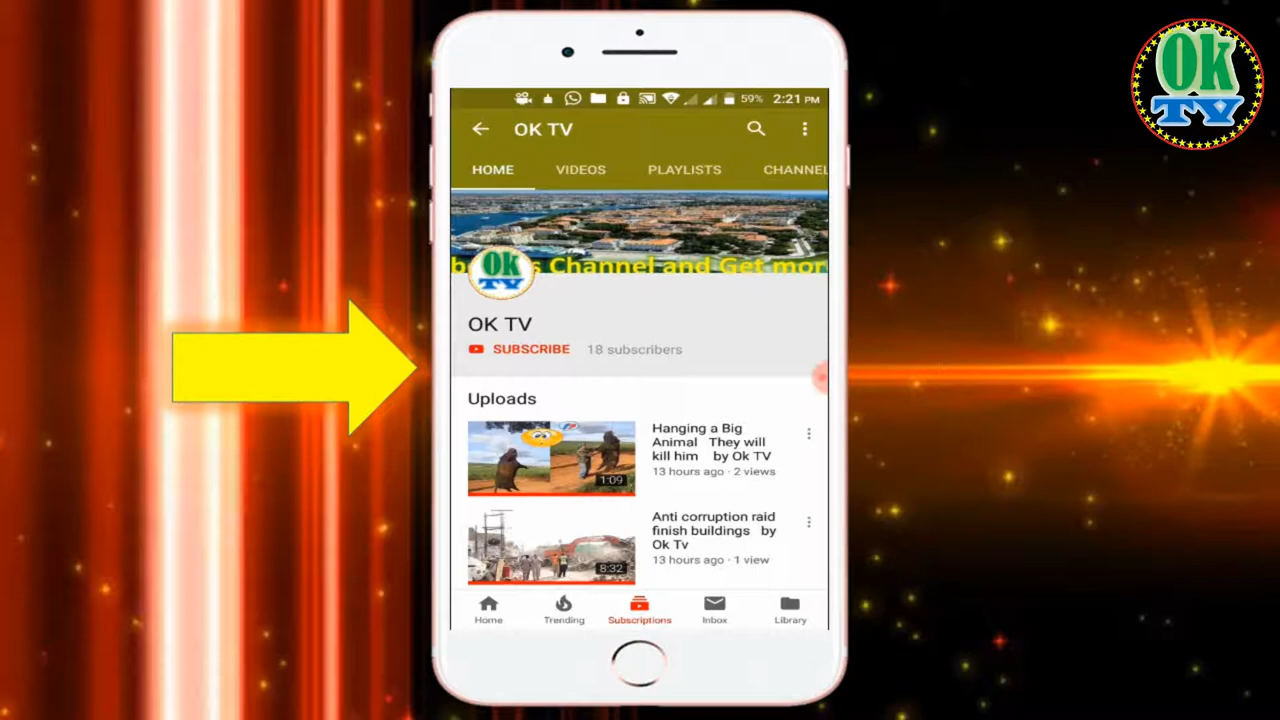 Ok
TV
59% 2:21 PM
OK TV
HOME VIDEOS PLAYLISTS CHANNEL
s Channel and Get mor
Ok
TV
OK TV
SUBSCRIBE 18 subscribers
Uploads
Hanging a Big
Animal They will
kill him by Ok TV
13 hours ago · 2 views
1:09
Anti corruption raid
finish buildings by
Ok Tv
13 hours ago · 1 view
8:32
Home Trending Subscriptions Inbox Library